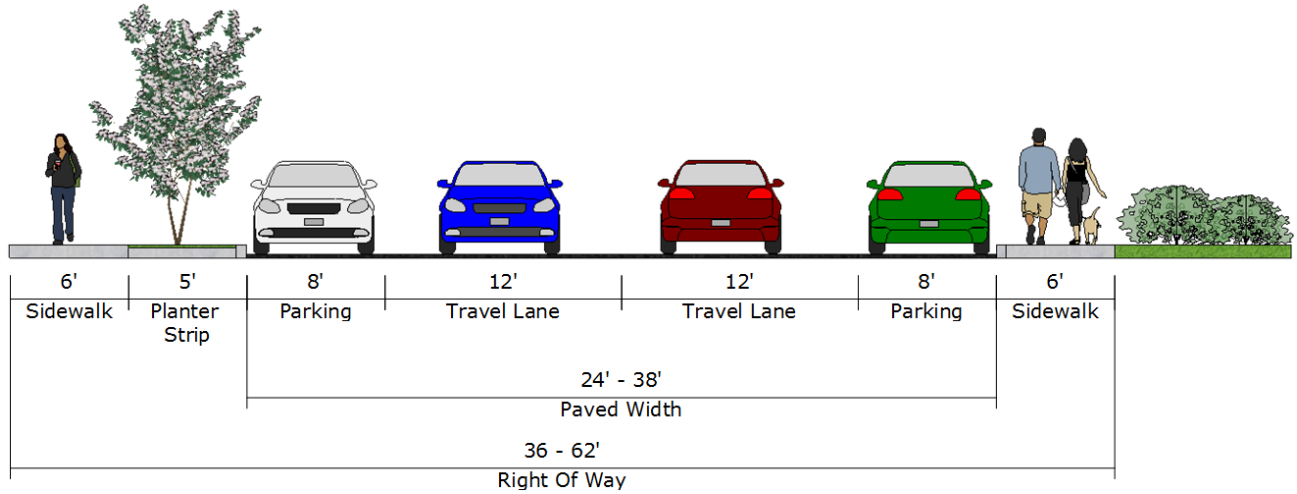 6' 5' 8' 12' 12' 8' 6'
Sidewalk Planter Strip Parking Travel Lane Travel Lane Parking Sidewalk
24' - 38'
Paved Width
36 - 62'
Right Of Way